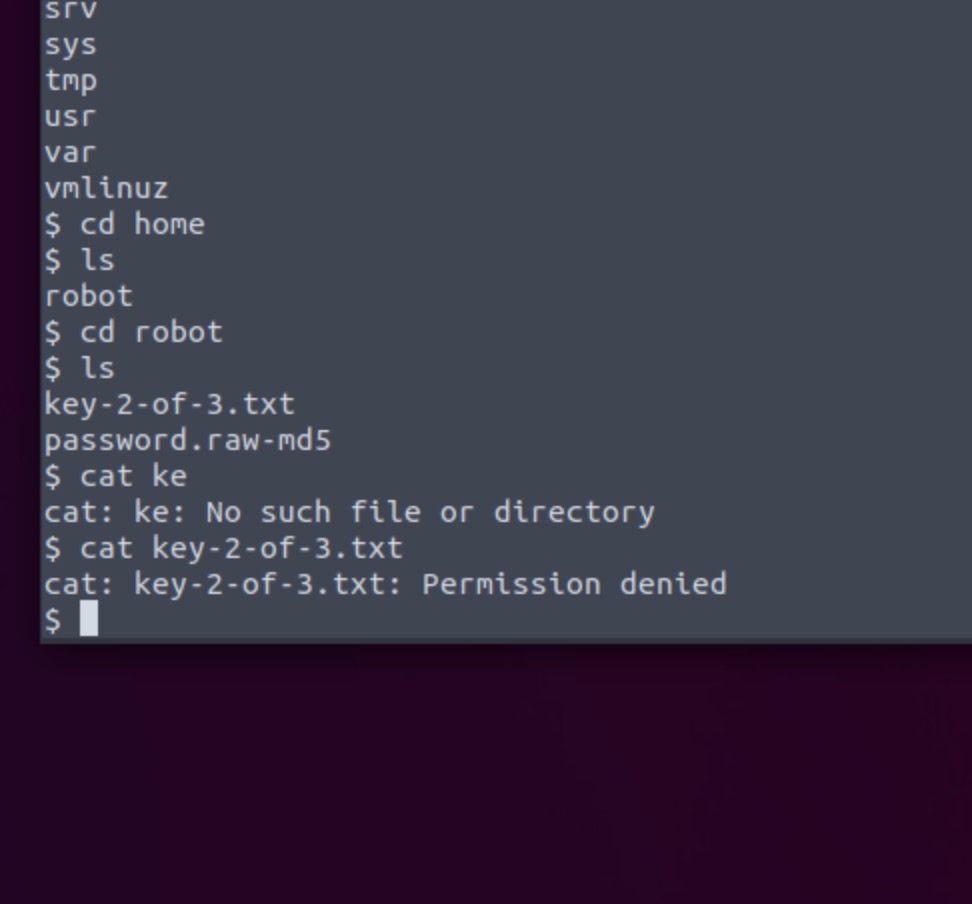 srv
sys
tmp
usr
var
vmlinuz
$ cd home
$ ls
robot
$ cd robot
$ ls
key-2-of-3.txt
password.raw-md5
$ cat ke
cat: ke: No such file or directory
$ cat key-2-of-3.txt
cat: key-2-of-3.txt: Permission denied
$